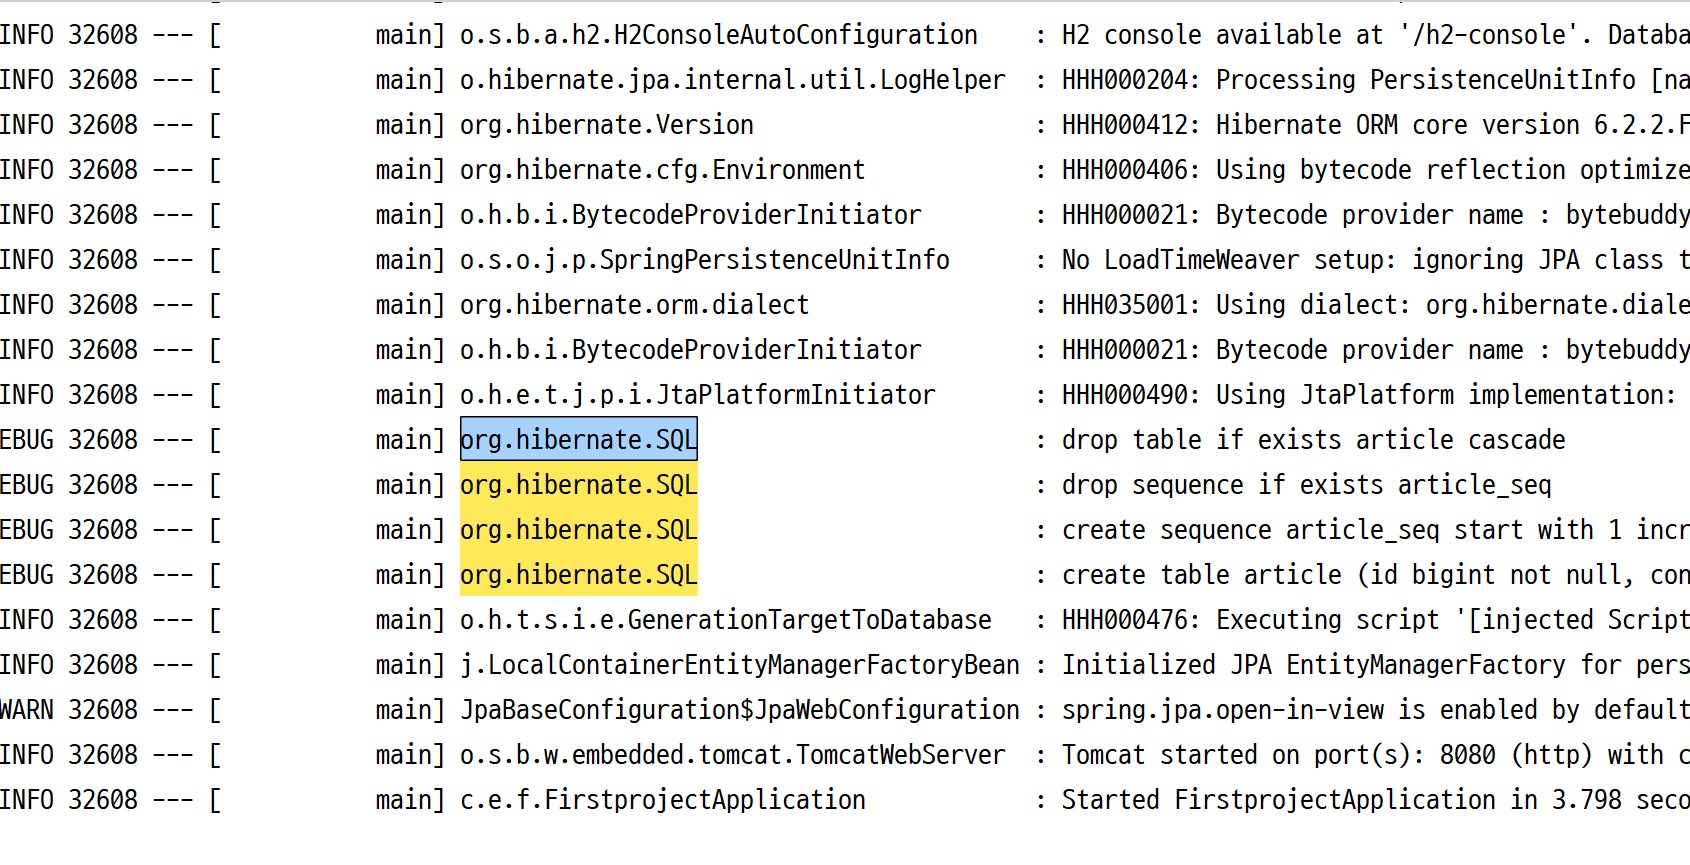 INFO 32608 --- [           main] o.s.b.a.h2.H2ConsoleAutoConfiguration    : H2 console available at '/h2-console'. Databa
INFO 32608 --- [           main] o.hibernate.jpa.internal.util.LogHelper  : HHH000204: Processing PersistenceUnitInfo [na
INFO 32608 --- [           main] org.hibernate.Version                    : HHH000412: Hibernate ORM core version 6.2.2.F
INFO 32608 --- [           main] org.hibernate.cfg.Environment            : HHH000406: Using bytecode reflection optimize
INFO 32608 --- [           main] o.h.b.i.BytecodeProviderInitiator        : HHH000021: Bytecode provider name : bytebuddy
INFO 32608 --- [           main] o.s.o.j.p.SpringPersistenceUnitInfo      : No LoadTimeWeaver setup: ignoring JPA class t
INFO 32608 --- [           main] org.hibernate.orm.dialect                : HHH035001: Using dialect: org.hibernate.diale
INFO 32608 --- [           main] o.h.b.i.BytecodeProviderInitiator        : HHH000021: Bytecode provider name : bytebuddy
INFO 32608 --- [           main] o.h.e.t.j.p.i.JtaPlatformInitiator       : HHH000490: Using JtaPlatform implementation:
EBUG 32608 --- [           main] org.hibernate.SQL                        : drop table if exists article cascade
EBUG 32608 --- [           main] org.hibernate.SQL                        : drop sequence if exists article_seq
EBUG 32608 --- [           main] org.hibernate.SQL                        : create sequence article_seq start with 1 incr
EBUG 32608 --- [           main] org.hibernate.SQL                        : create table article (id bigint not null, con
INFO 32608 --- [           main] o.h.t.s.i.e.GenerationTargetToDatabase   : HHH000476: Executing script '[injected Script
INFO 32608 --- [           main] j.LocalContainerEntityManagerFactoryBean : Initialized JPA EntityManagerFactory for pers
WARN 32608 --- [           main] JpaBaseConfiguration$JpaWebConfiguration : spring.jpa.open-in-view is enabled by default
INFO 32608 --- [           main] o.s.b.w.embedded.tomcat.TomcatWebServer  : Tomcat started on port(s): 8080 (http) with c
INFO 32608 --- [           main] c.e.f.FirstprojectApplication            : Started FirstprojectApplication in 3.798 seco